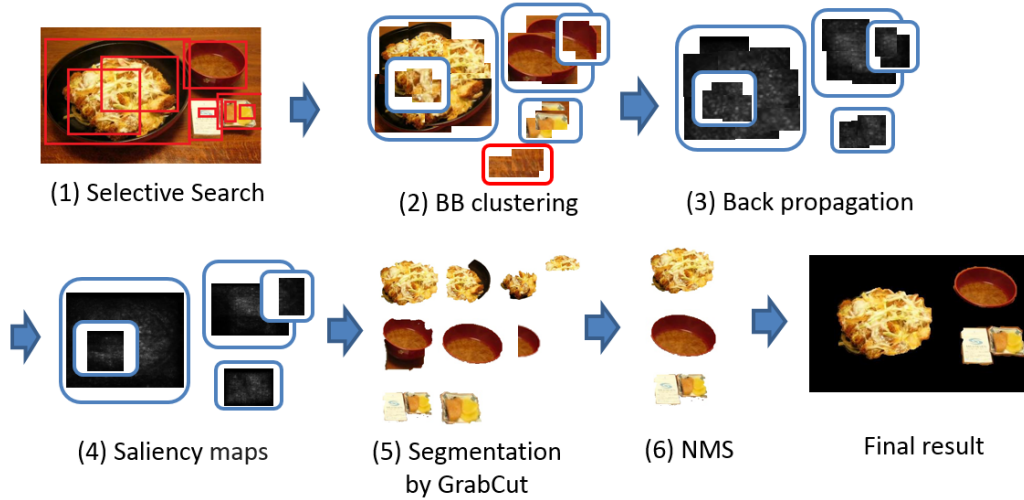 (1) Selective Search
(2) BB clustering
(3) Back propagation
(4) Saliency maps
(5) Segmentation
by GrabCut
(6) NMS
Final result